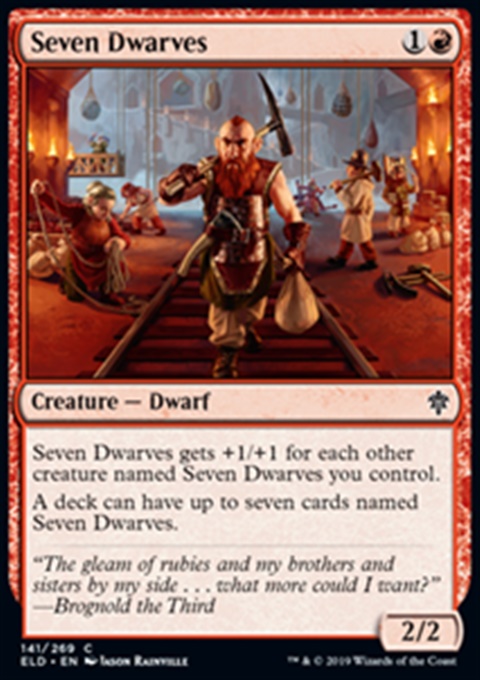 Seven Dwarves 1
Creature — Dwarf
Seven Dwarves gets +1/+1 for each other
creature named Seven Dwarves you control.
A deck can have up to seven cards named
Seven Dwarves.
“The gleam of rubies and my brothers and
sisters by my side . . . what more could I want?”
—Brognold the Third
2/2
141/269 C
ELD • EN Jason Rainville
™ & © 2019 Wizards of the Coast